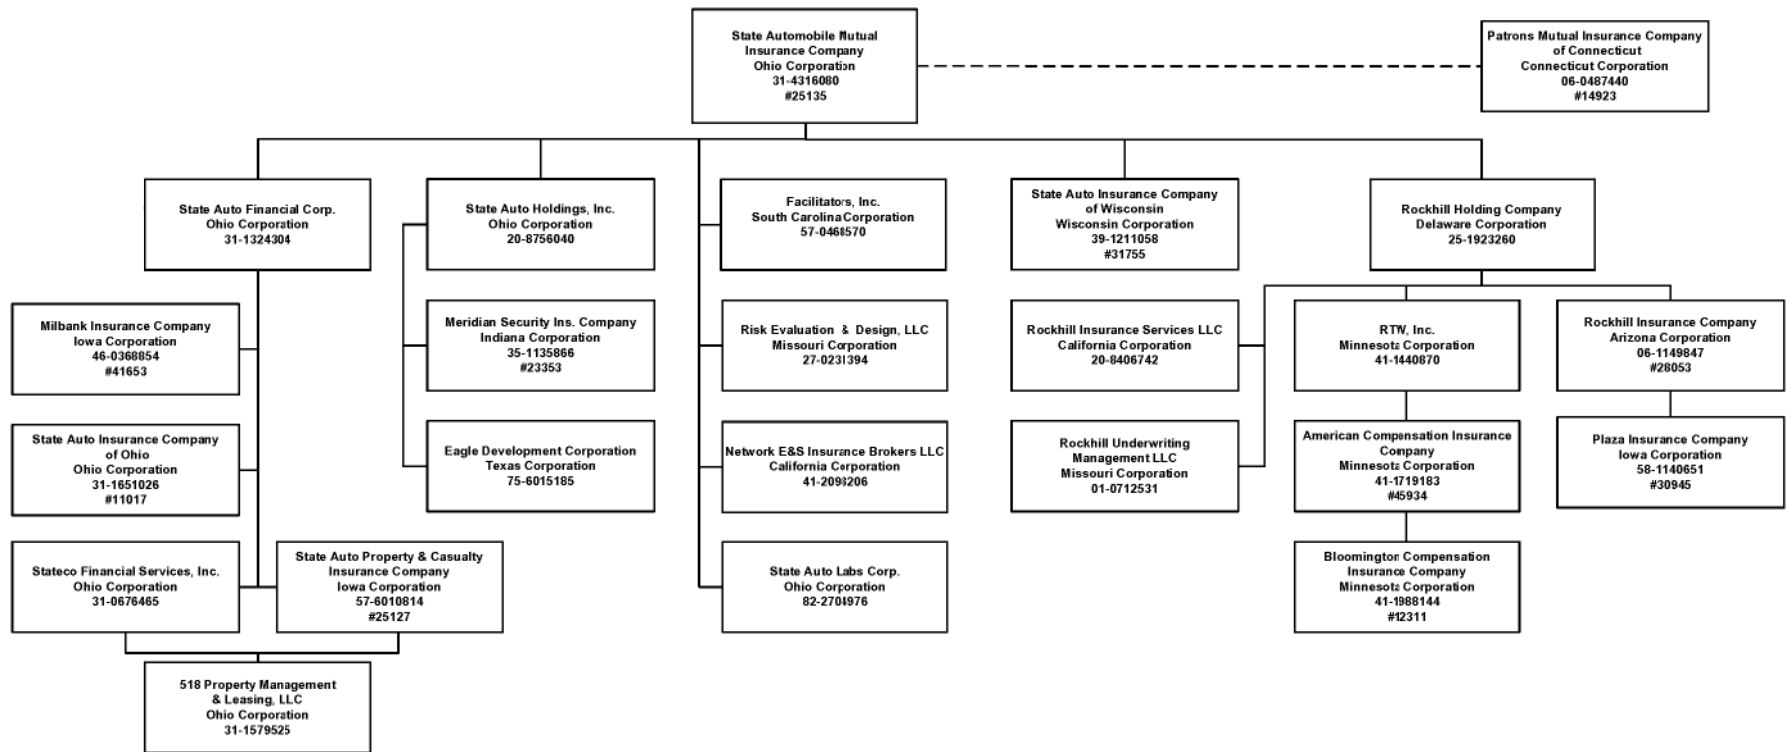 State Automobile Mutual
Insurance Company
Ohio Corporation
31-4316080
#25135
Patrons Mutual Insurance Company
of Connecticut
Connecticut Corporation
06-0487440
#14923
State Auto Financial Corp.
Ohio Corporation
31-1324304
State Auto Holdings, Inc.
Ohio Corporation
20-8756040
Facilitators, Inc.
South Carolina Corporation
57-0468570
State Auto Insurance Company
of Wisconsin
Wisconsin Corporation
39-1211058
#31755
Rockhill Holding Company
Delaware Corporation
25-1923260
Milbank Insurance Company
Iowa Corporation
46-0368854
#41653
Meridian Security Ins. Company
Indiana Corporation
35-1135866
#23353
Risk Evaluation & Design, LLC
Missouri Corporation
27-0231394
Rockhill Insurance Services LLC
California Corporation
20-8406742
RTW, Inc.
Minnesota Corporation
41-1440870
Rockhill Insurance Company
Arizona Corporation
06-1149847
#28053
State Auto Insurance Company
of Ohio
Ohio Corporation
31-1651026
#11017
Eagle Development Corporation
Texas Corporation
75-6015185
Network E&S Insurance Brokers LLC
California Corporation
41-2098206
Rockhill Underwriting
Management LLC
Missouri Corporation
01-0712531
American Compensation Insurance
Company
Minnesota Corporation
41-1719183
#45934
Plaza Insurance Company
Iowa Corporation
58-1140651
#30945
Stateco Financial Services, Inc.
Ohio Corporation
31-0676465
State Auto Property & Casualty
Insurance Company
Iowa Corporation
57-6010814
#25127
State Auto Labs Corp.
Ohio Corporation
82-2704976
Bloomington Compensation
Insurance Company
Minnesota Corporation
41-1988144
#12311
518 Property Management
& Leasing, LLC
Ohio Corporation
31-1579525